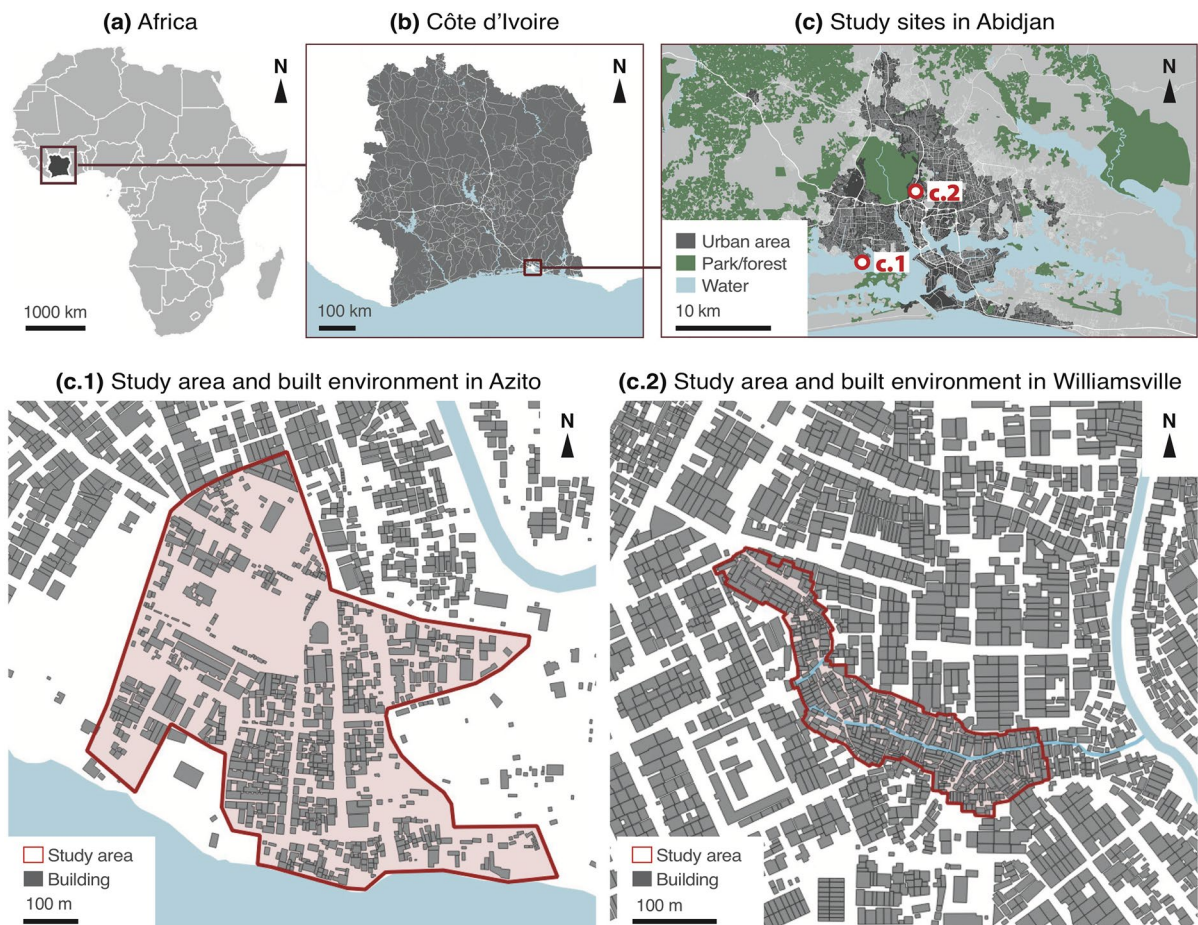 (a) Africa
N
1000 km
(b) Côte d'Ivoire
N
100 km
(c) Study sites in Abidjan
N
c.2
c.1
Urban area
Park/forest
Water
10 km
(c.1) Study area and built environment in Azito
N
Study area
Building
100 m
(c.2) Study area and built environment in Williamsville
N
Study area
Building
100 m